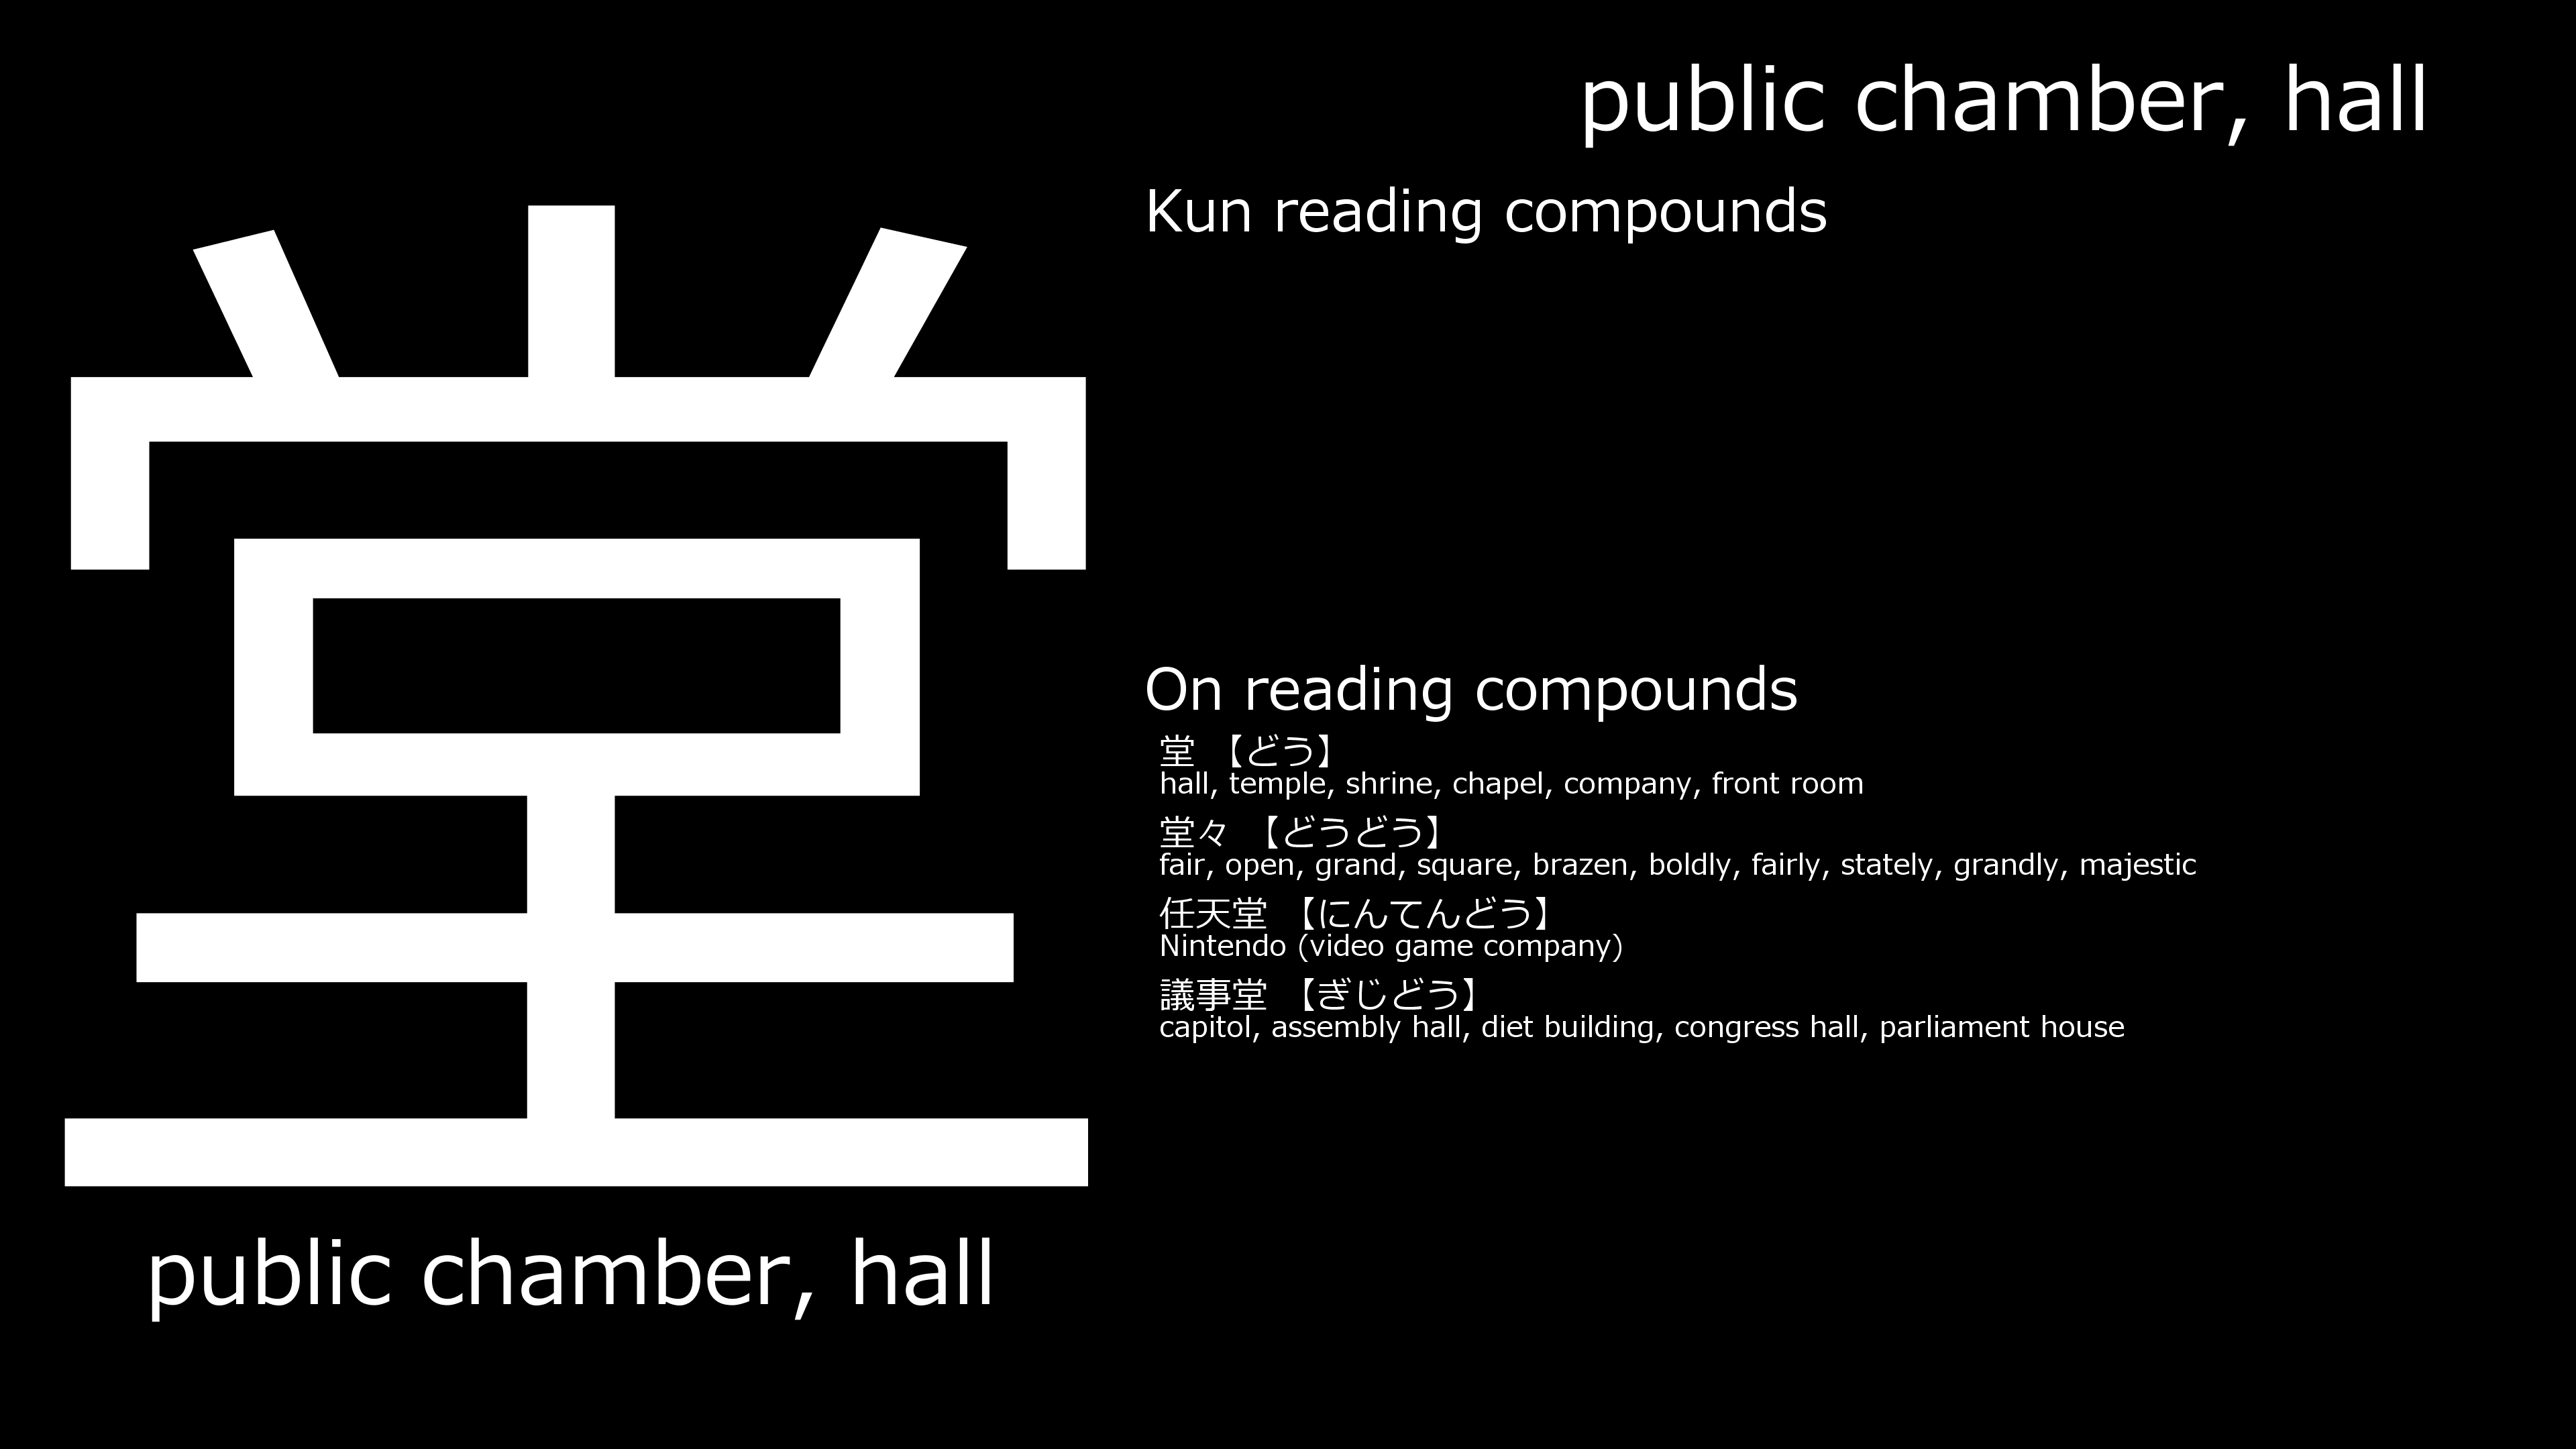 堂
public chamber, hall
public chamber, hall
Kun reading compounds
On reading compounds
堂 【どう】
hall, temple, shrine, chapel, company, front room
堂々 【どうどう】
fair, open, grand, square, brazen, boldly, fairly, stately, grandly, majestic
任天堂 【にんてんどう】
Nintendo (video game company)
議事堂 【ぎじどう】
capitol, assembly hall, diet building, congress hall, parliament house